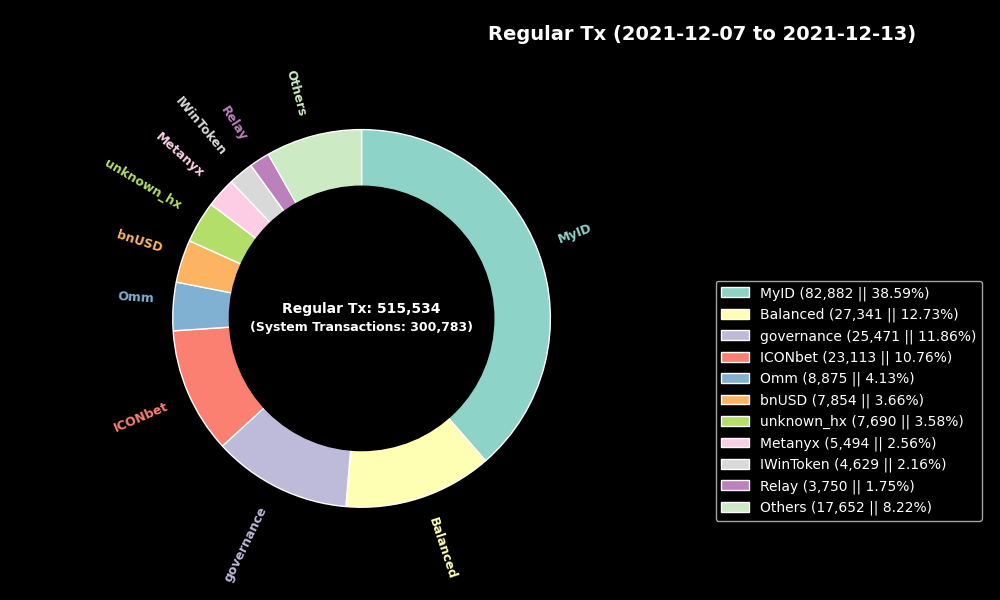 Regular Tx (2021-12-07 to 2021-12-13)
Others
Relay
IWinToken
Metanyx
unknown_hx
bnUSD
Omm
ICONbet
governance
Balanced
MyID
Regular Tx: 515,534
(System Transactions: 300,783)
MyID (82,882 || 38.59%)
Balanced (27,341 || 12.73%)
governance (25,471 || 11.86%)
ICONbet (23,113 || 10.76%)
Omm (8,875 || 4.13%)
bnUSD (7,854 || 3.66%)
unknown_hx (7,690 || 3.58%)
Metanyx (5,494 || 2.56%)
IWinToken (4,629 || 2.16%)
Relay (3,750 || 1.75%)
Others (17,652 || 8.22%)